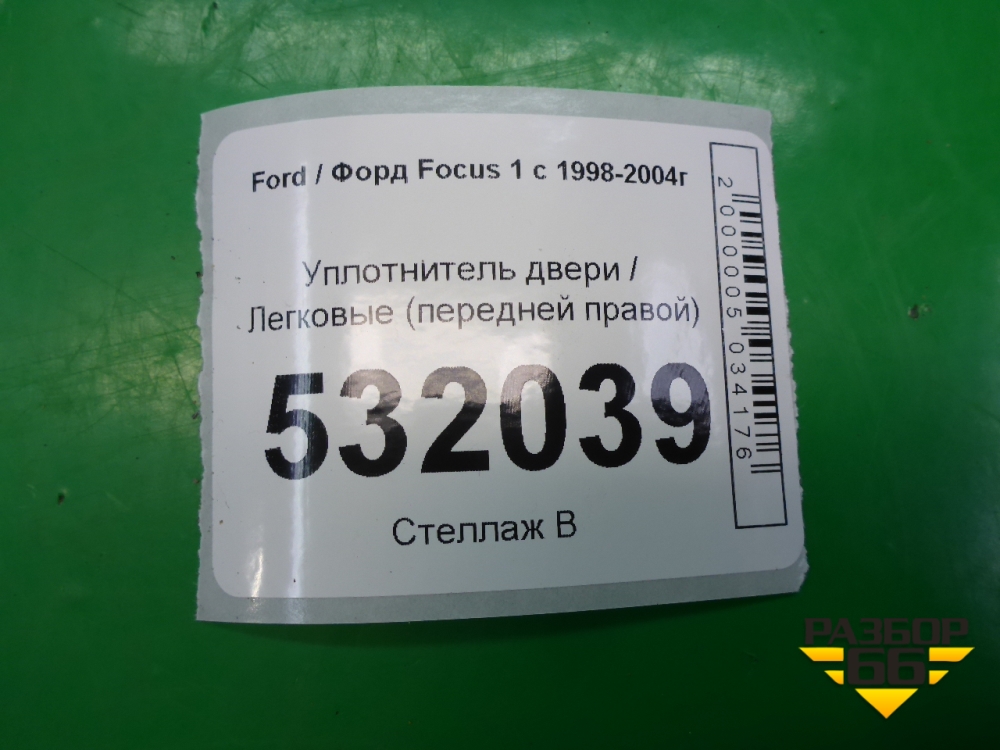 Ford / Форд Focus 1 с 1998-2004г
Уплотнитель двери /
Легковые (передней правой)
532039
Стеллаж В
2000005034176
РАЗБОР
66